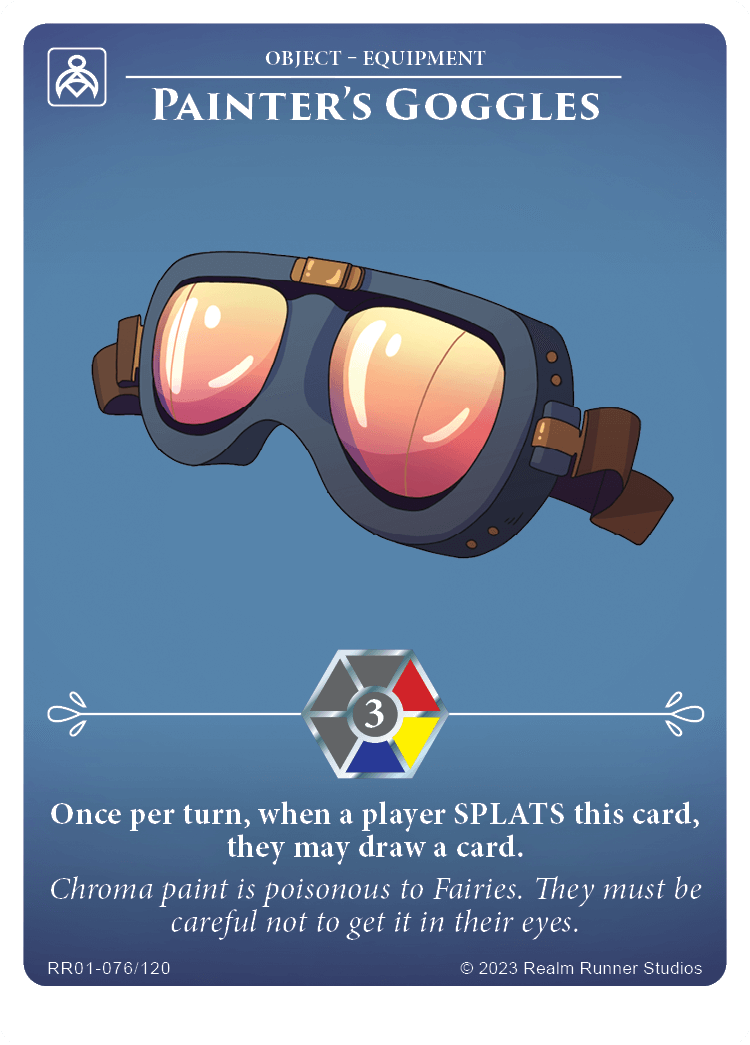 OBJECT – EQUIPMENT
PAINTER'S GOGGLES
3
Once per turn, when a player SPLATS this card,
they may draw a card.
Chroma paint is poisonous to Fairies. They must be
careful not to get it in their eyes.
RR01-076/120
© 2023 Realm Runner Studios